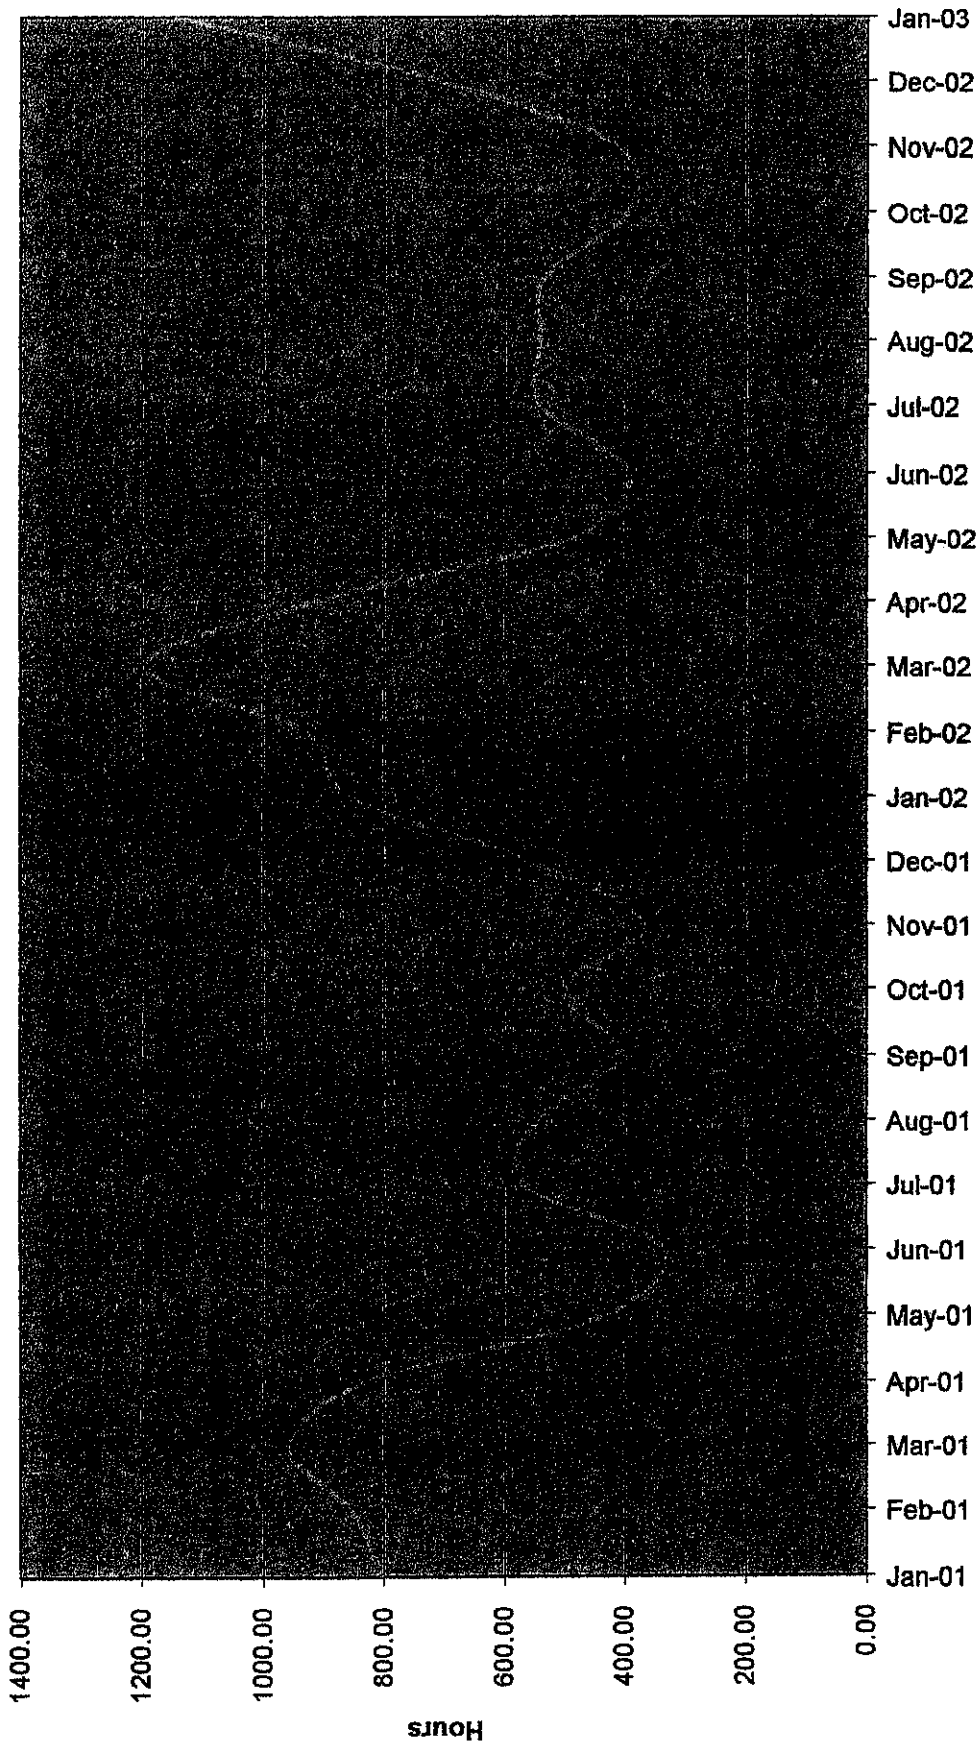 1400.00
1200.00
1000.00
800.00
600.00
400.00
200.00
0.00
Hours
Jan-01
Feb-01
Mar-01
Apr-01
May-01
Jun-01
Jul-01
Aug-01
Sep-01
Oct-01
Nov-01
Dec-01
Jan-02
Feb-02
Mar-02
Apr-02
May-02
Jun-02
Jul-02
Aug-02
Sep-02
Oct-02
Nov-02
Dec-02
Jan-03